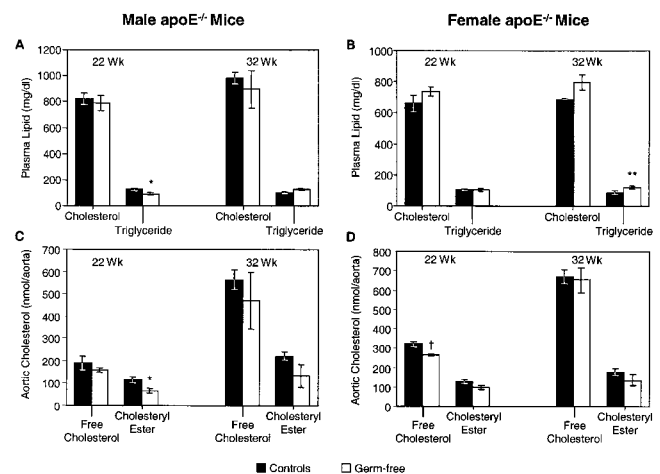 Male apoE-/- Mice
Female apoE-/- Mice
A
22 Wk
32 Wk
Plasma Lipid (mg/dl)
1200
1000
800
600
400
200
0
*
Cholesterol
Triglyceride
Cholesterol
Triglyceride
B
22 Wk
32 Wk
Plasma Lipid (mg/dl)
1000
800
600
400
200
0
**
Cholesterol
Triglyceride
Cholesterol
Triglyceride
C
22 Wk
32 Wk
Aortic Cholesterol (nmol/aorta)
700
600
500
400
300
200
100
0
*
Free
Cholesterol
Cholesteryl
Ester
Free
Cholesterol
Cholesteryl
Ester
D
22 Wk
32 Wk
Aortic Cholesterol (nmol/aorta)
800
700
600
500
400
300
200
100
0
†
Free
Cholesterol
Cholesteryl
Ester
Free
Cholesterol
Cholesteryl
Ester
Controls
Germ-free